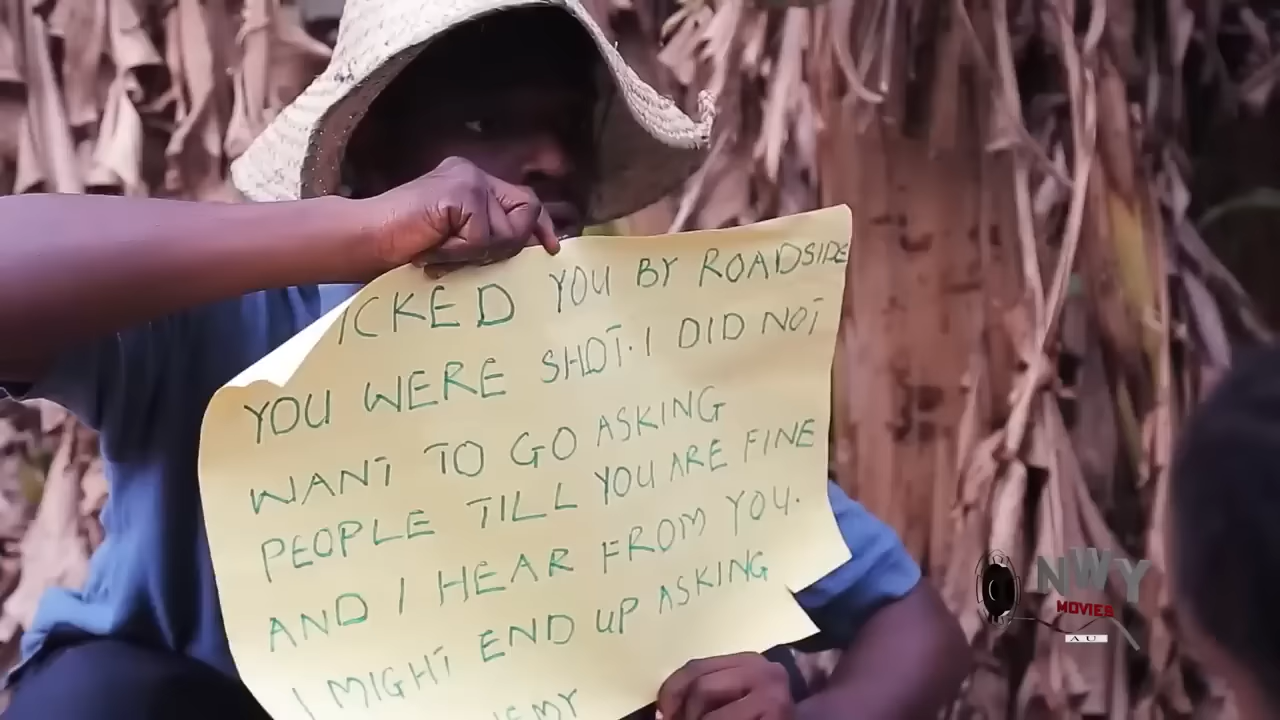 ICKED YOU BY ROADSIDE
YOU WERE SHOT. I DID NOT
WANT TO GO ASKING
PEOPLE TILL YOU ARE FINE
AND I HEAR FROM YOU.
I MIGHT END UP ASKING
NWY
MOVIES
AU